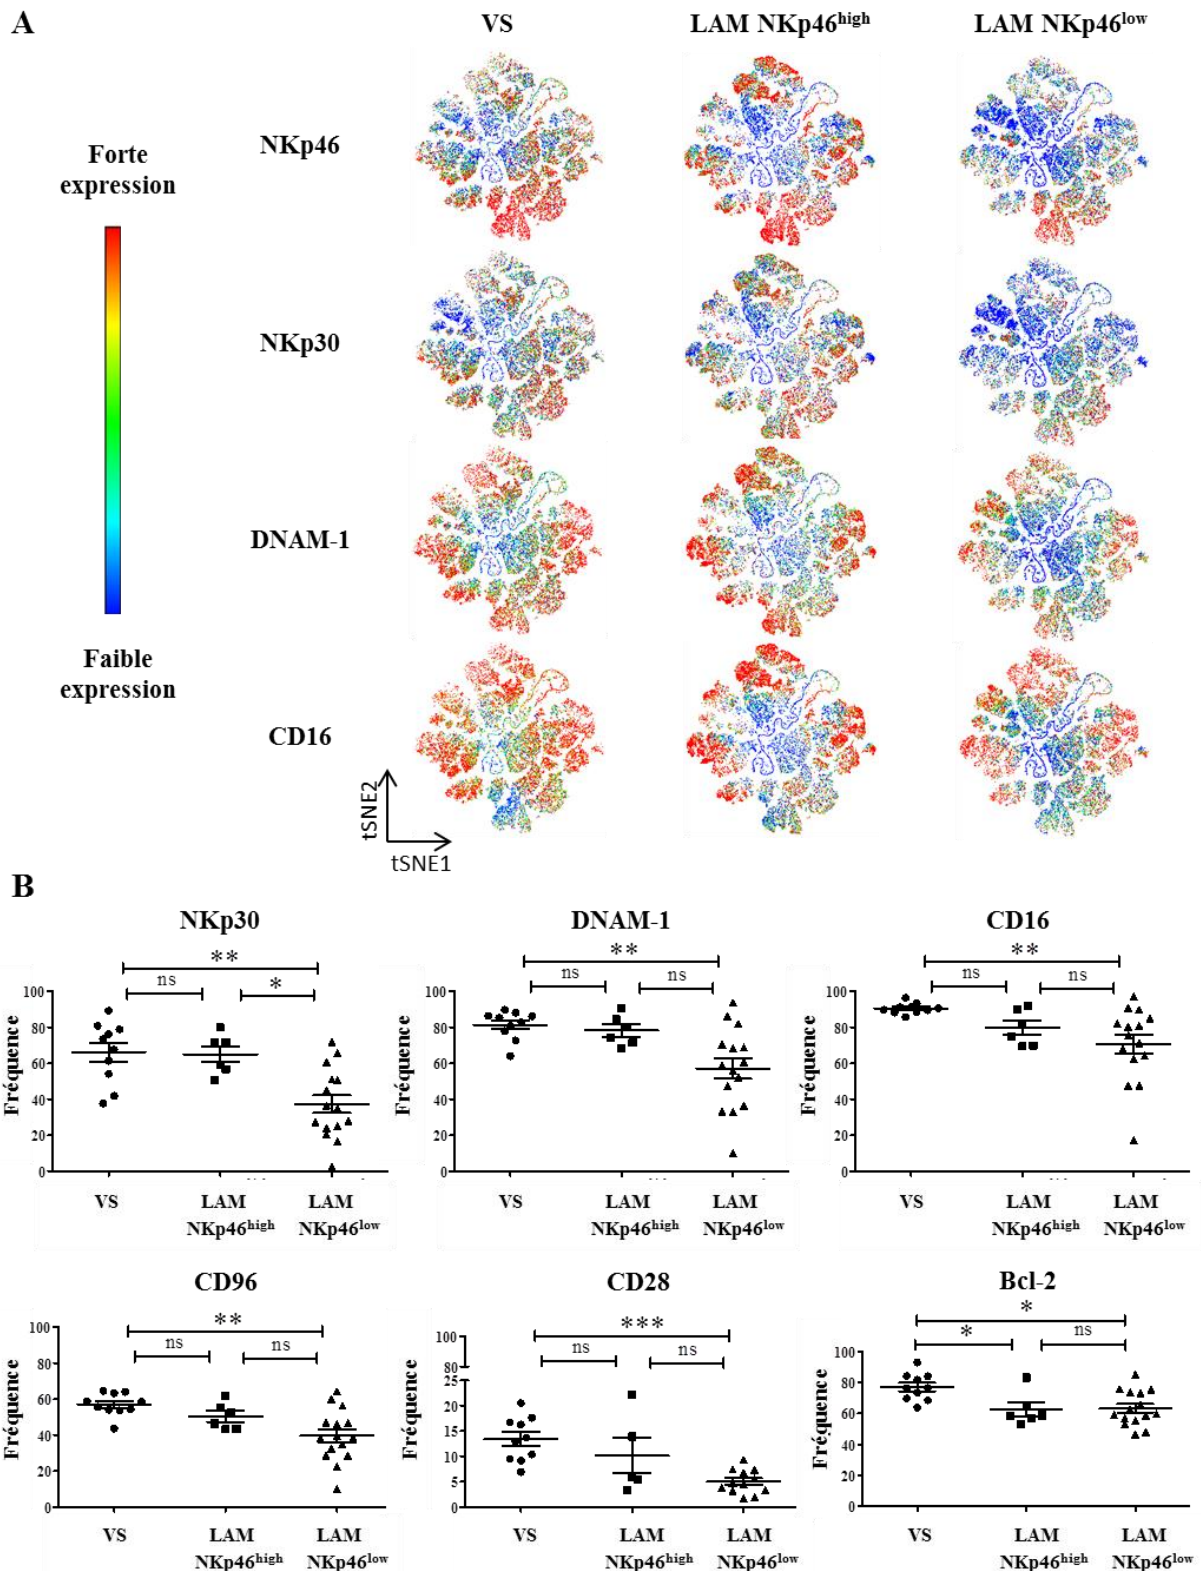 A
VS
LAM NKp46high
LAM NKp46low
NKp46
Forte
expression
NKp30
DNAM-1
Faible
expression
CD16
tSNE2
tSNE1
B
NKp30
DNAM-1
CD16
**
ns
*
**
ns
ns
**
ns
ns
Fréquence
100
80
60
40
20
0
Fréquence
100
80
60
40
20
0
Fréquence
100
80
60
40
20
0
VS
LAM
NKp46high
LAM
NKp46low
VS
LAM
NKp46high
LAM
NKp46low
VS
LAM
NKp46high
LAM
NKp46low
CD96
CD28
Bcl-2
**
ns
ns
***
ns
ns
*
*
ns
Fréquence
100
80
60
40
20
0
Fréquence
100
80
25
20
15
10
5
0
Fréquence
100
80
60
40
20
0
VS
LAM
NKp46high
LAM
NKp46low
VS
LAM
NKp46high
LAM
NKp46low
VS
LAM
NKp46high
LAM
NKp46low